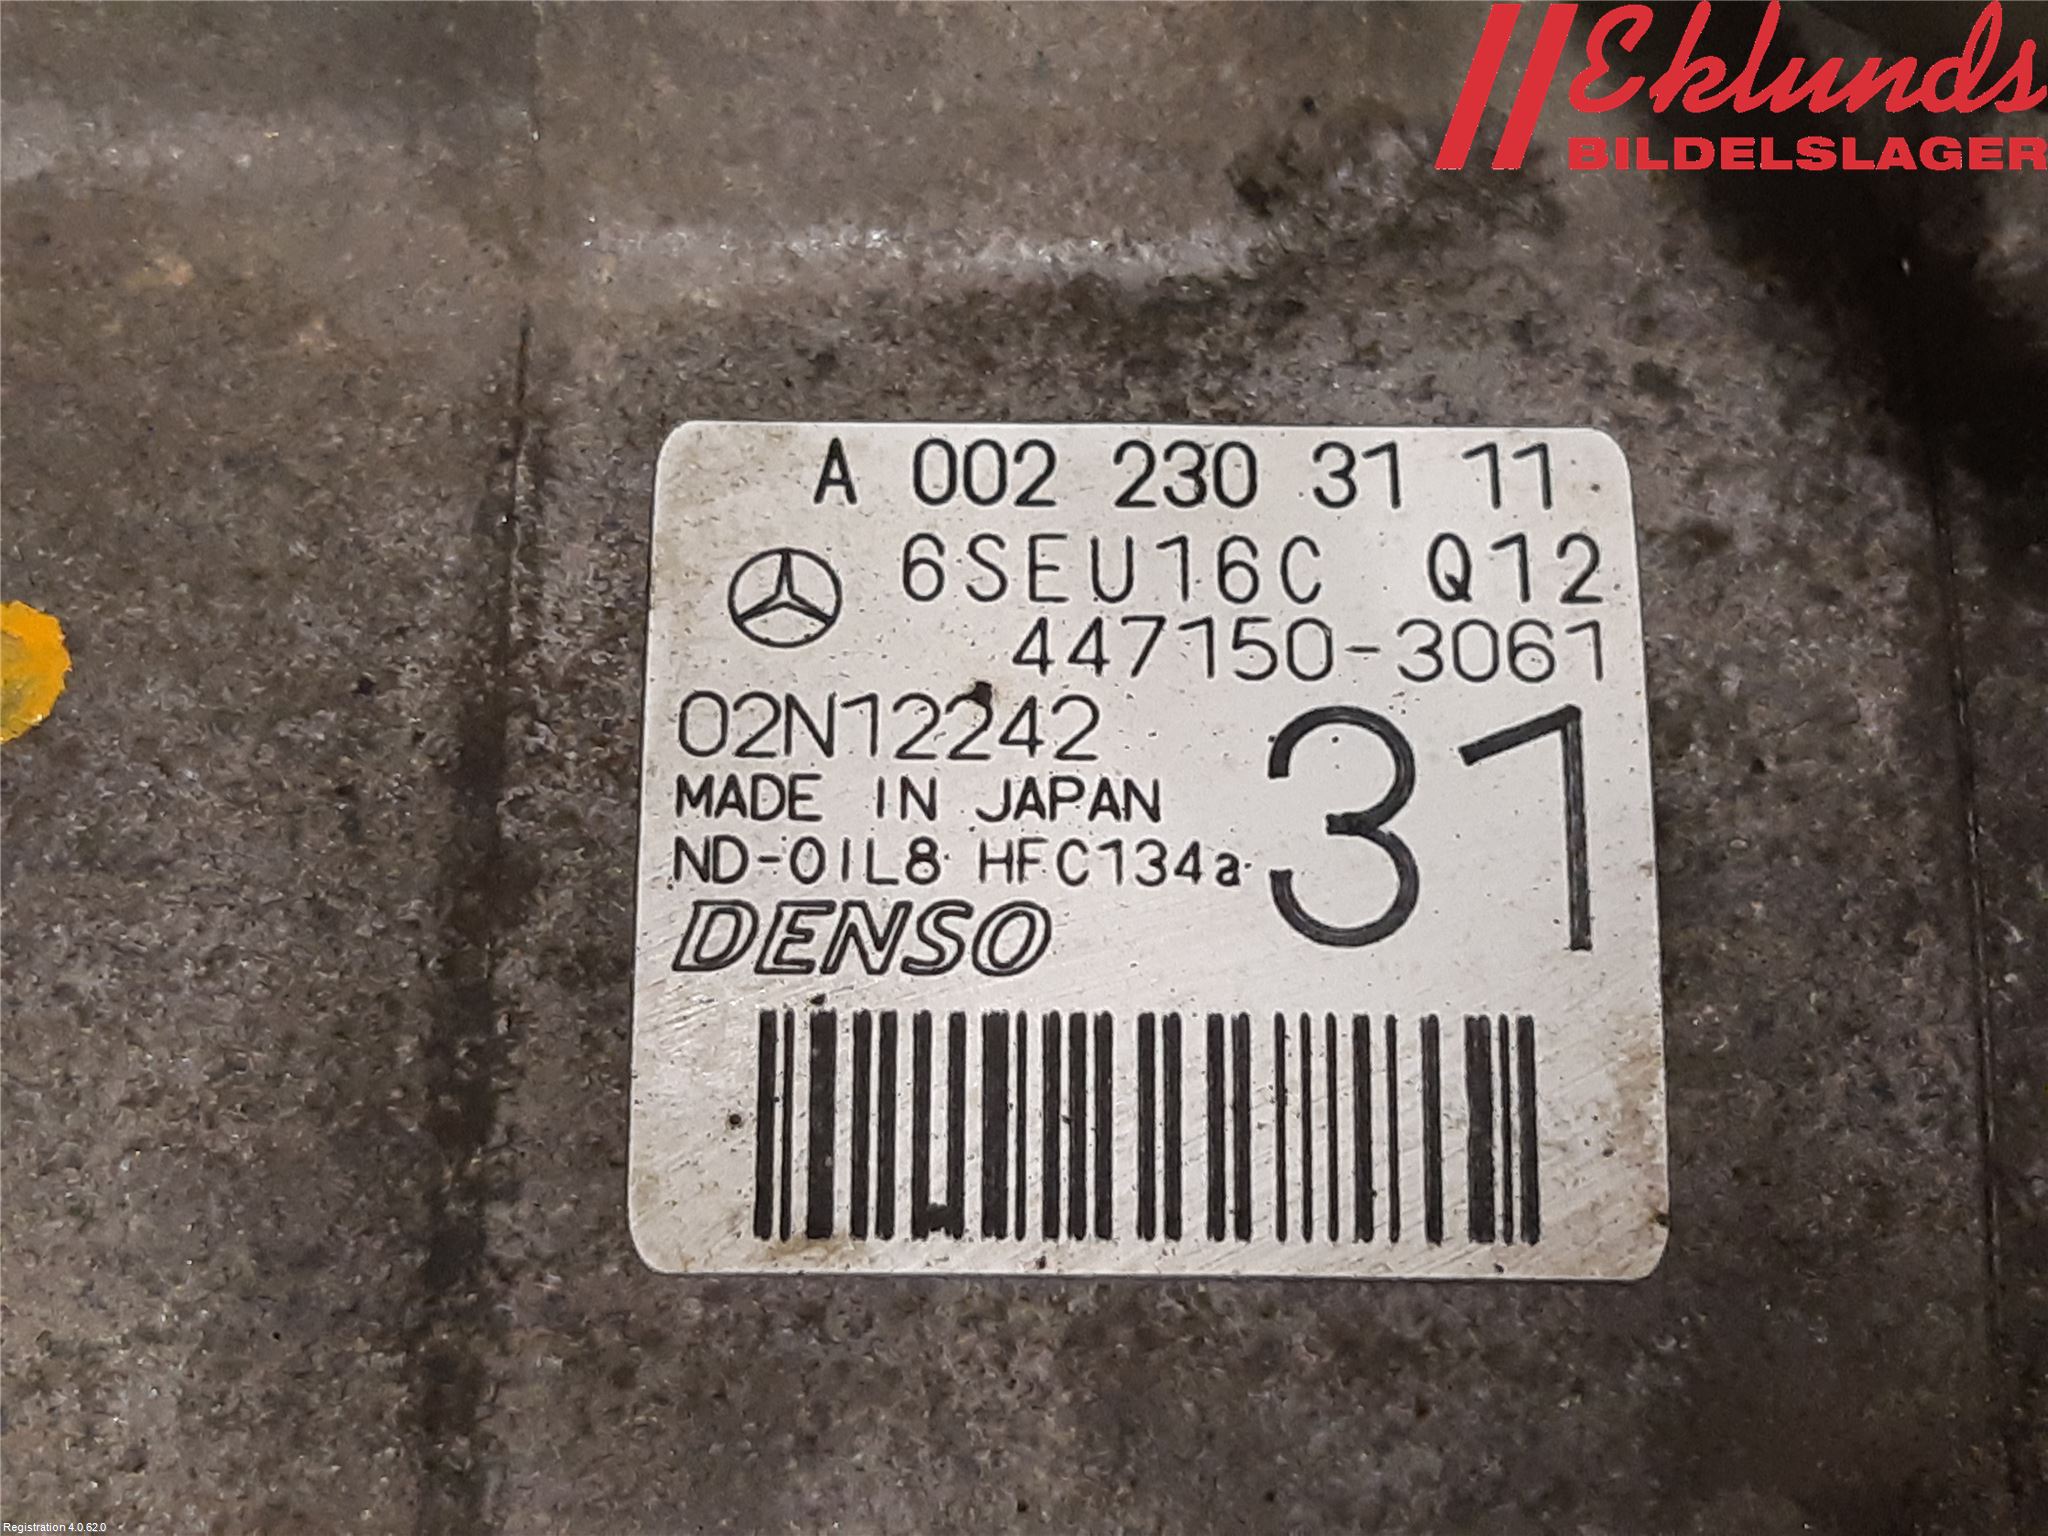 Eklunds
BILDELSLAGER
A 002 230 31 11
6SEU16C Q12
447150-3061
02N12242
MADE IN JAPAN
31
ND-OIL8 HFC134a
DENSO
Registration 4.0.62.0